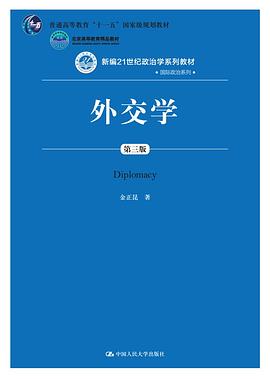 普通高等教育“十一五”国家级规划教材
北京高等教育精品教材
新编21世纪政治学系列教材
国际政治系列
外交学
第三版
Diplomacy
金正昆 著
中国人民大学出版社